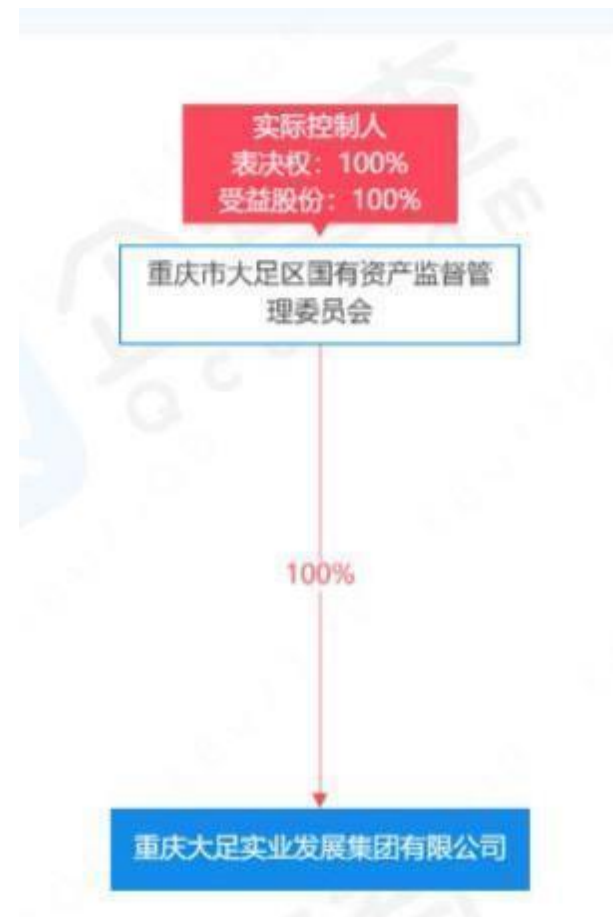 实际控制人
表决权：100%
受益股份：100%
重庆市大足区国有资产监督管
理委员会
100%
重庆大足实业发展集团有限公司